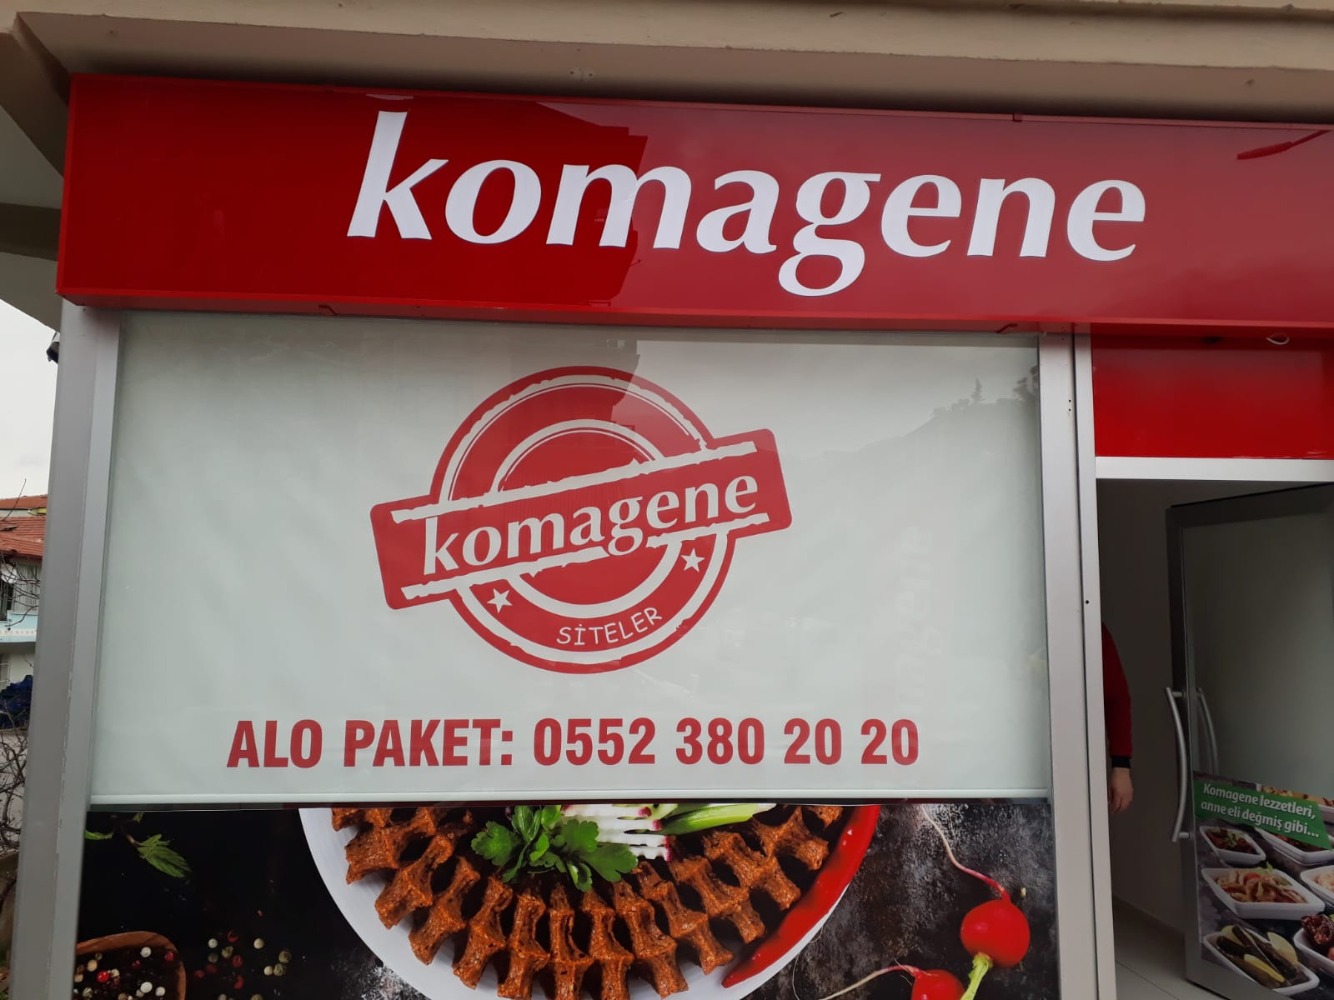 komagene
komagene
SİTELER
ALO PAKET: 0552 380 20 20
Komagene lezzetleri,
anne eli değmiş gibi...